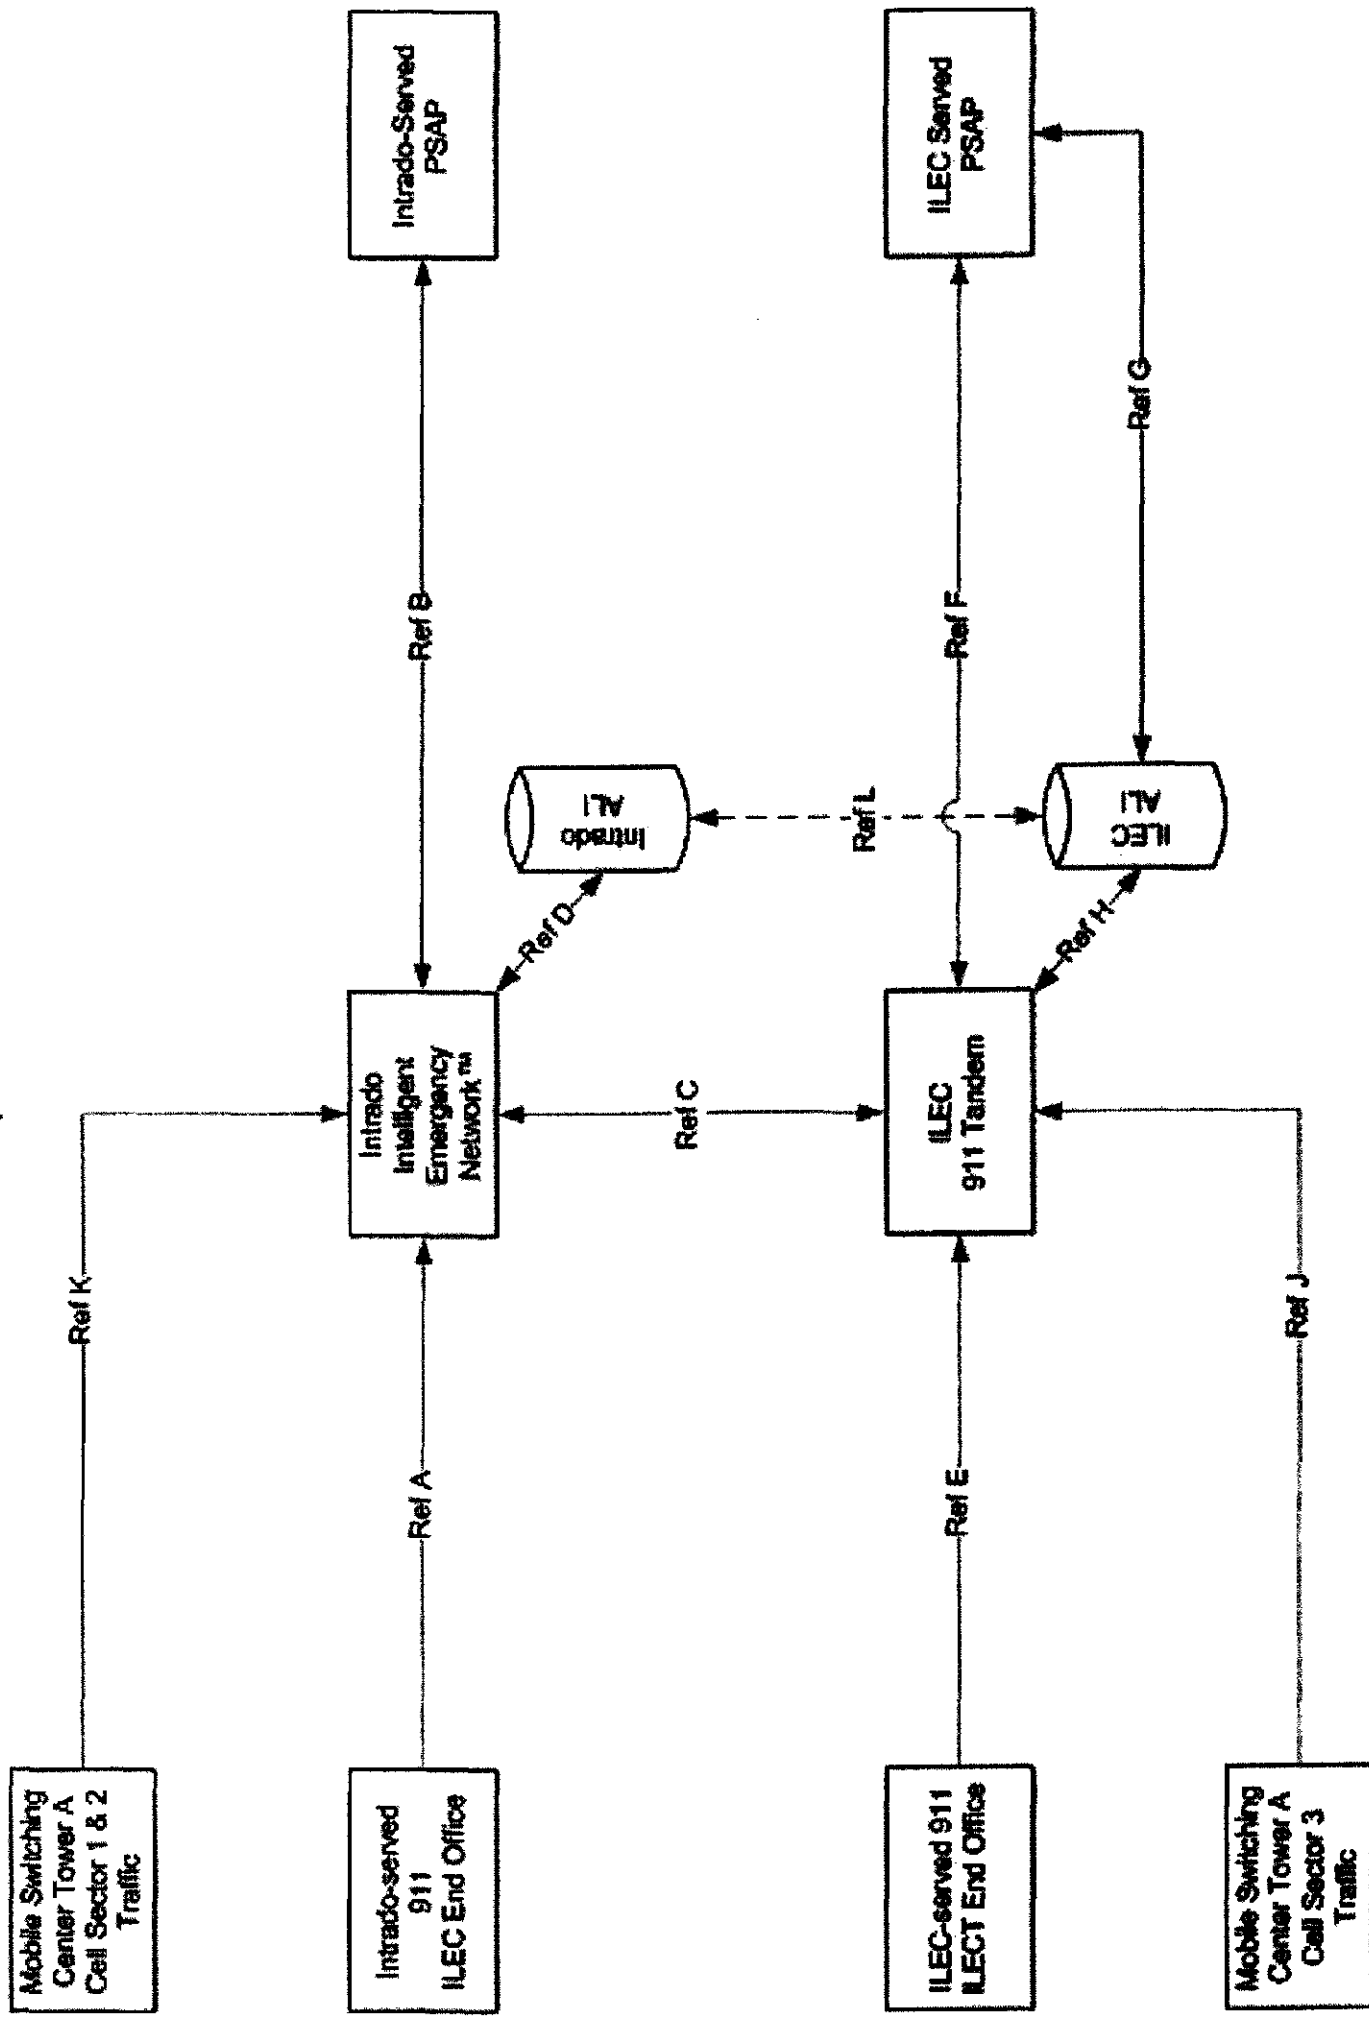 Mobile Switching
Center Tower A
Cell Sector 1 & 2
Traffic
Ref K
Intrado-served
911
ILEC End Office
Ref A
Intrado
Intelligent
Emergency
Network™
Ref B
Intrado-Served
PSAP
Ref D
Intrado
ALI
Ref C
Ref L
ILEC-served 911
ILECT End Office
Ref E
ILEC
911 Tandem
Ref F
ILEC Served
PSAP
Ref H
ILEC
ALI
Ref G
Mobile Switching
Center Tower A
Cell Sector 3
Traffic
Ref J